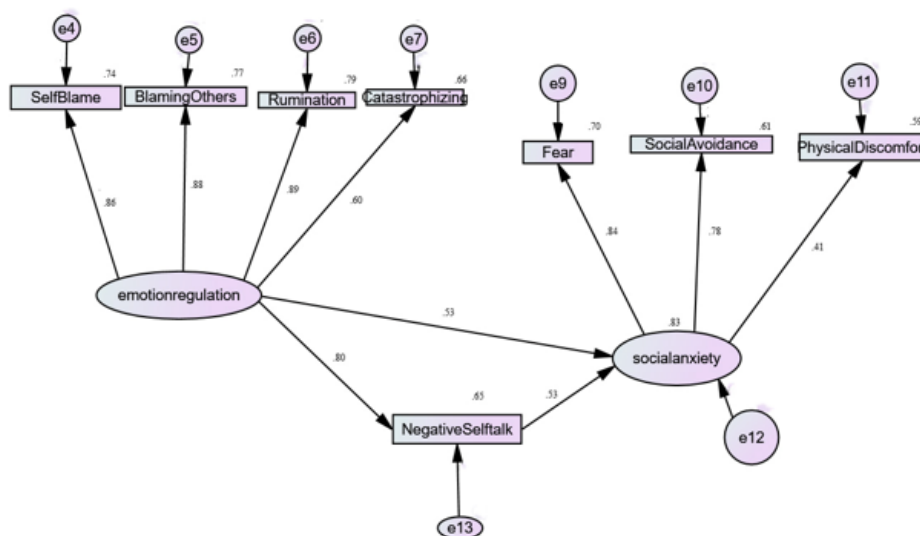 e4
e5
e6
e7
e9
e10
e11
.74
.77
.79
.66
.70
.61
.59
SelfBlame
BlamingOthers
Rumination
Catastrophizing
Fear
SocialAvoidance
PhysicalDiscomfor
.86
.88
.89
.60
.84
.78
.41
emotionregulation
.53
.83
socialanxiety
.80
.65
.53
NegativeSelftalk
e12
e13